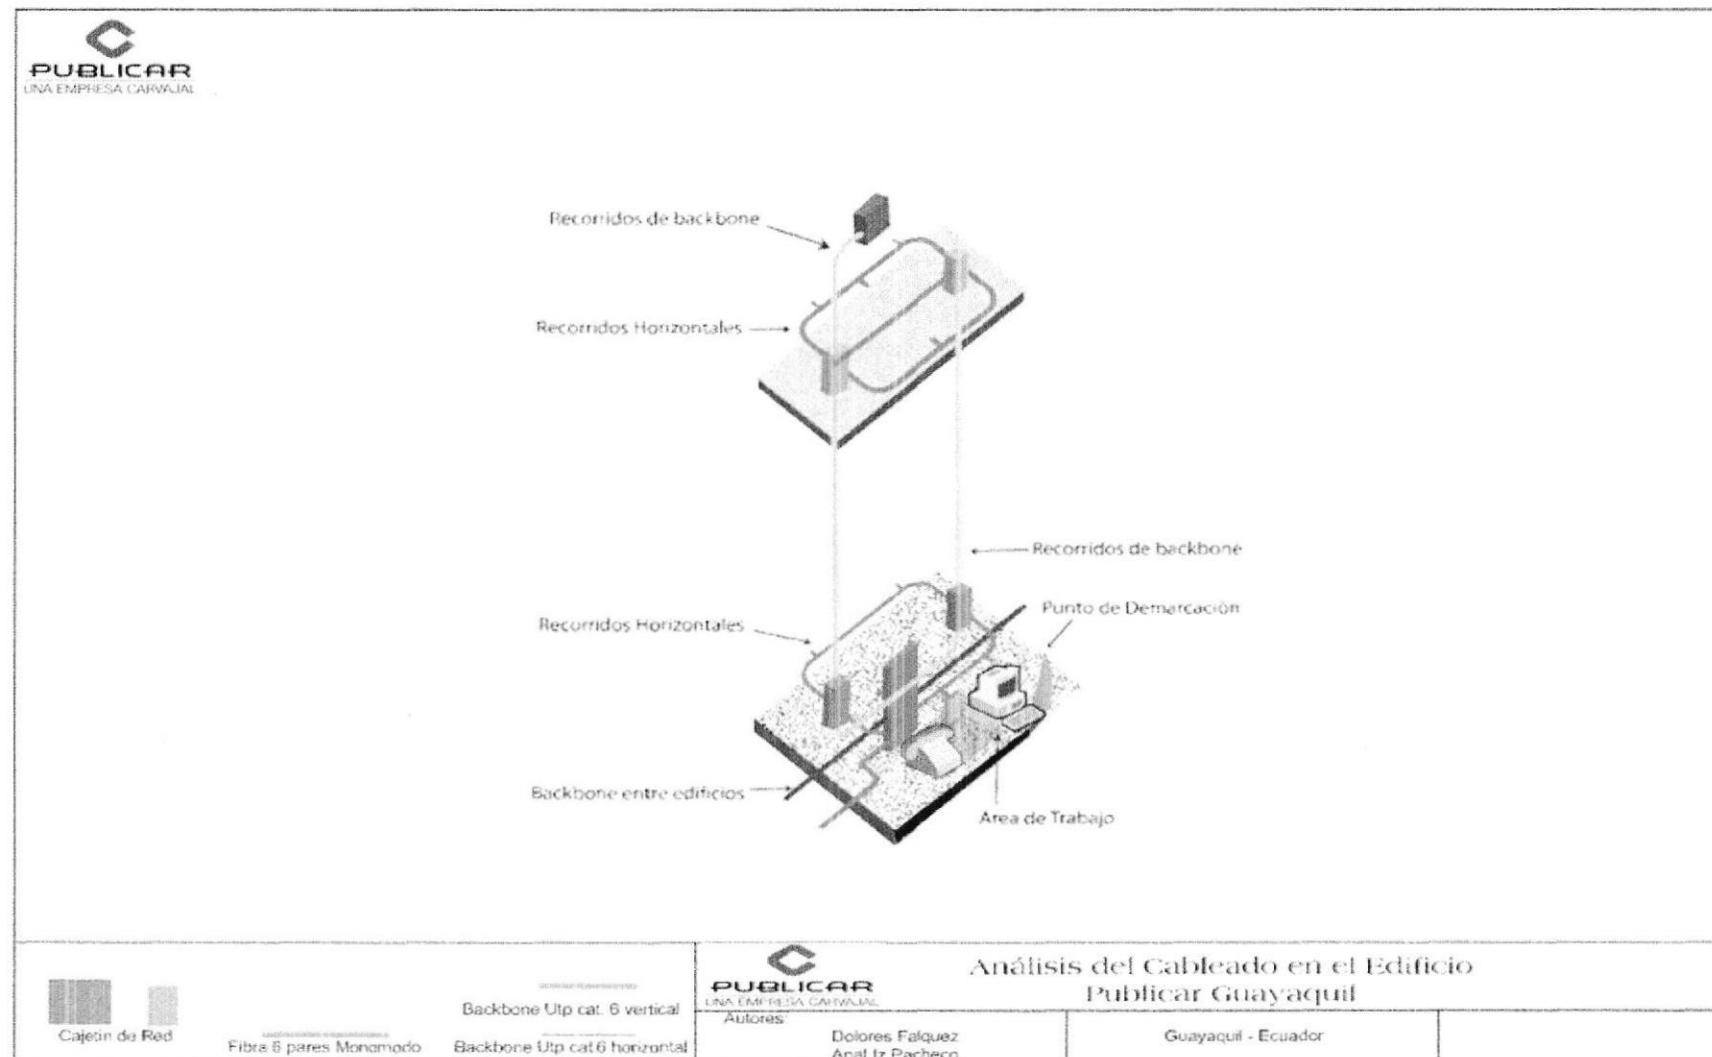 PUBLICAR
UNA EMPRESA CARVAJAL
Recorridos de backbone
Recorridos Horizontales
Recorridos de backbone
Punto de Demarcación
Recorridos Horizontales
Backbone entre edificios
Area de Trabajo
Cajetin de Red
Fibra 6 pares Monomodo
Backbone Utp cat. 6 vertical
Backbone Utp cat.6 horizontal
PUBLICAR
UNA EMPRESA CARVAJAL
Análisis del Cableado en el Edificio
Publicar Guayaquil
Autores:
Dolores Falquez
Pacheco
Guayaquil - Ecuador